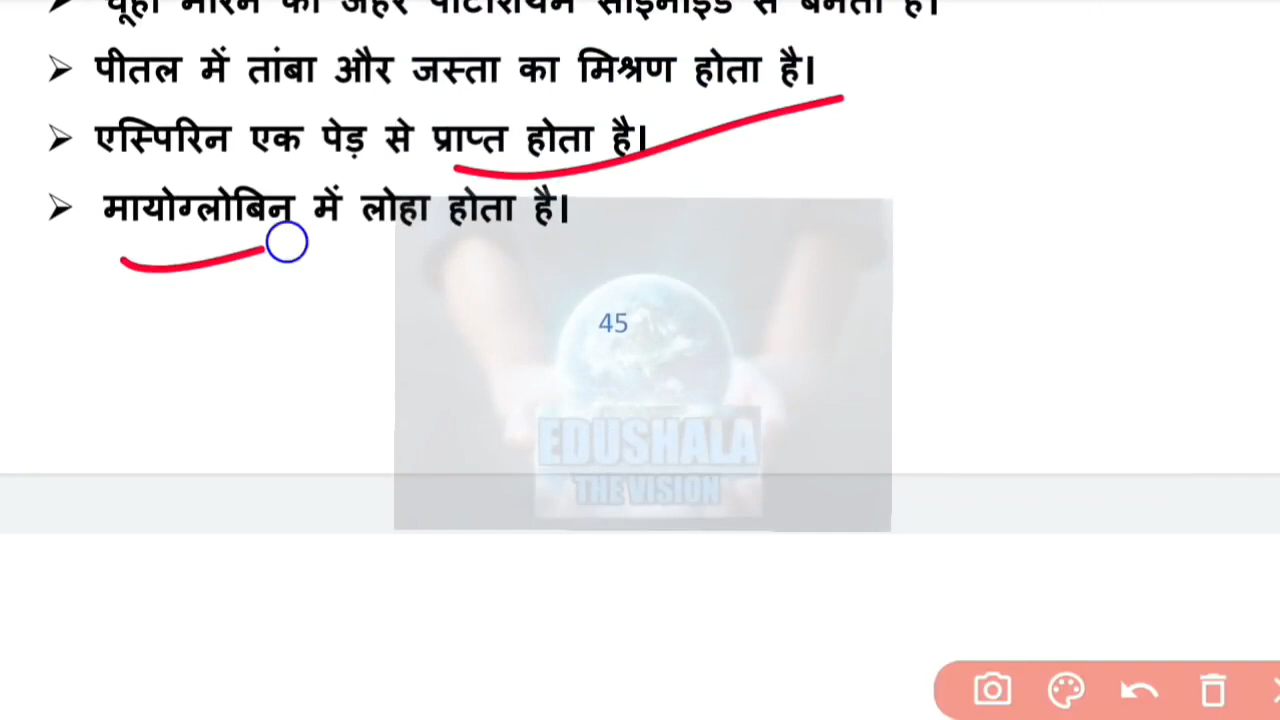 पीतल में तांबा और जस्ता का मिश्रण होता है।
एस्पिरिन एक पेड़ से प्राप्त होता है।
मायोग्लोबिन में लोहा होता है।
45
EDUSHALA
THE VISION